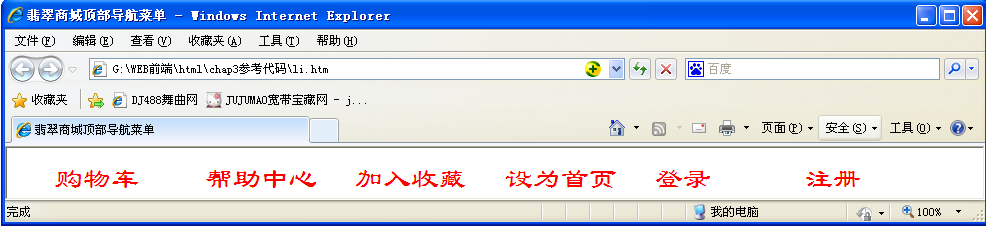 翡翠商城顶部导航菜单 - Windows Internet Explorer
文件(F) 编辑(E) 查看(V) 收藏夹(A) 工具(T) 帮助(H)
G:\WEB前端\html\chap3参考代码\li.htm 百度
收藏夹 DJ488舞曲网 JUJUMAO宽带宝藏网 - j...
翡翠商城顶部导航菜单 页面(P) 安全(S) 工具(O)
购物车 帮助中心 加入收藏 设为首页 登录 注册
完成 我的电脑 100%